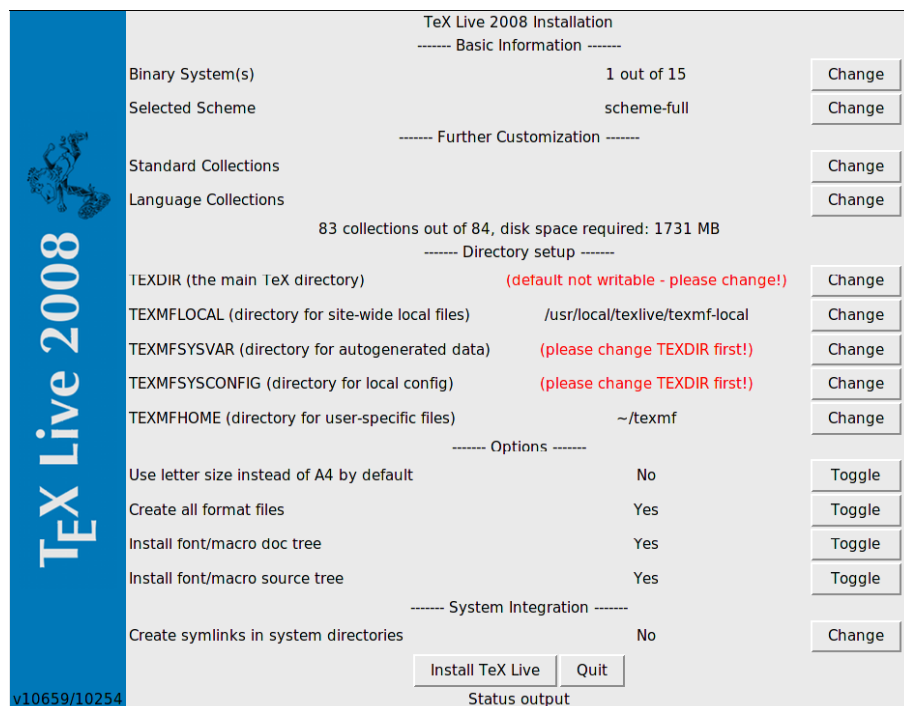 TeX Live 2008 Installation
------- Basic Information -------
Binary System(s) 1 out of 15 Change
Selected Scheme scheme-full Change
------- Further Customization -------
Standard Collections Change
Language Collections Change
83 collections out of 84, disk space required: 1731 MB
------- Directory setup -------
TEXDIR (the main TeX directory) (default not writable - please change!) Change
TEXMFLOCAL (directory for site-wide local files) /usr/local/texlive/texmf-local Change
TEXMFSYSVAR (directory for autogenerated data) (please change TEXDIR first!) Change
TEXMFSYSCONFIG (directory for local config) (please change TEXDIR first!) Change
TEXMFHOME (directory for user-specific files) ~/texmf Change
------- Options -------
Use letter size instead of A4 by default No Toggle
Create all format files Yes Toggle
Install font/macro doc tree Yes Toggle
Install font/macro source tree Yes Toggle
------- System Integration -------
Create symlinks in system directories No Change
Install TeX Live Quit
Status output
TEX Live 2008
v10659/10254